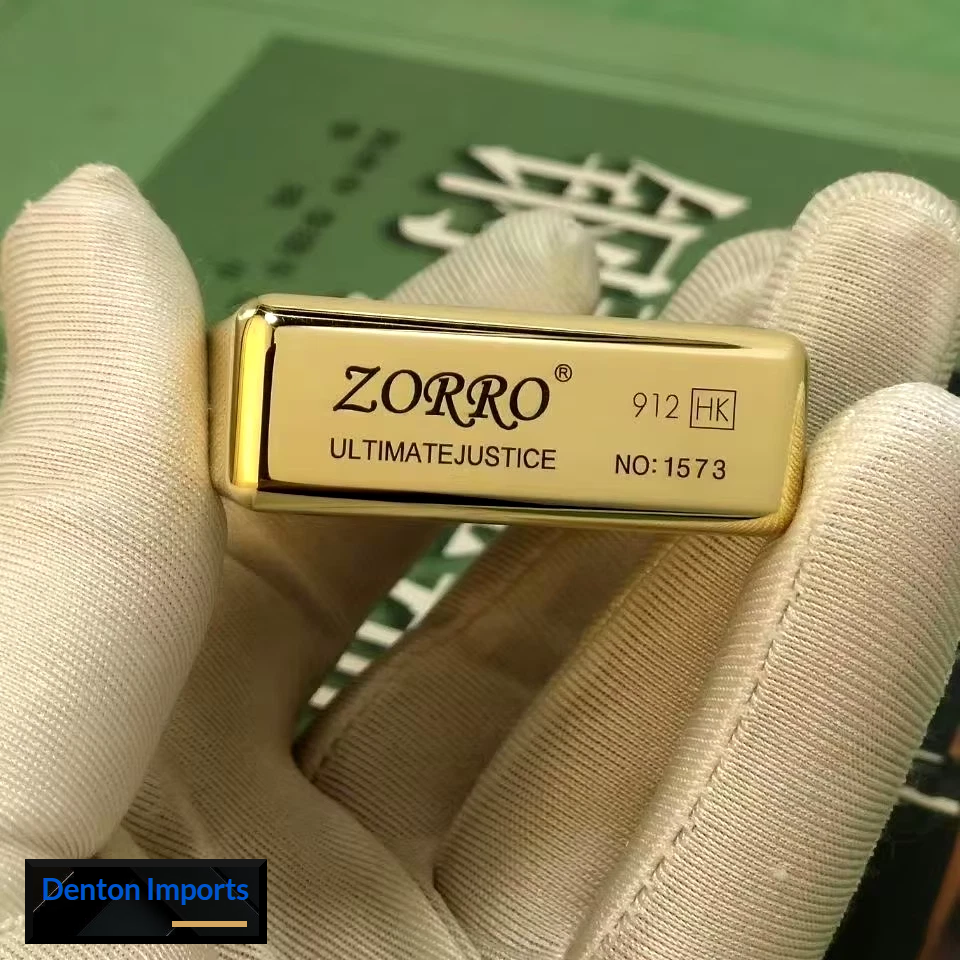 ZORRO®
ULTIMATEJUSTICE
912 HK
NO:1573
Denton Imports